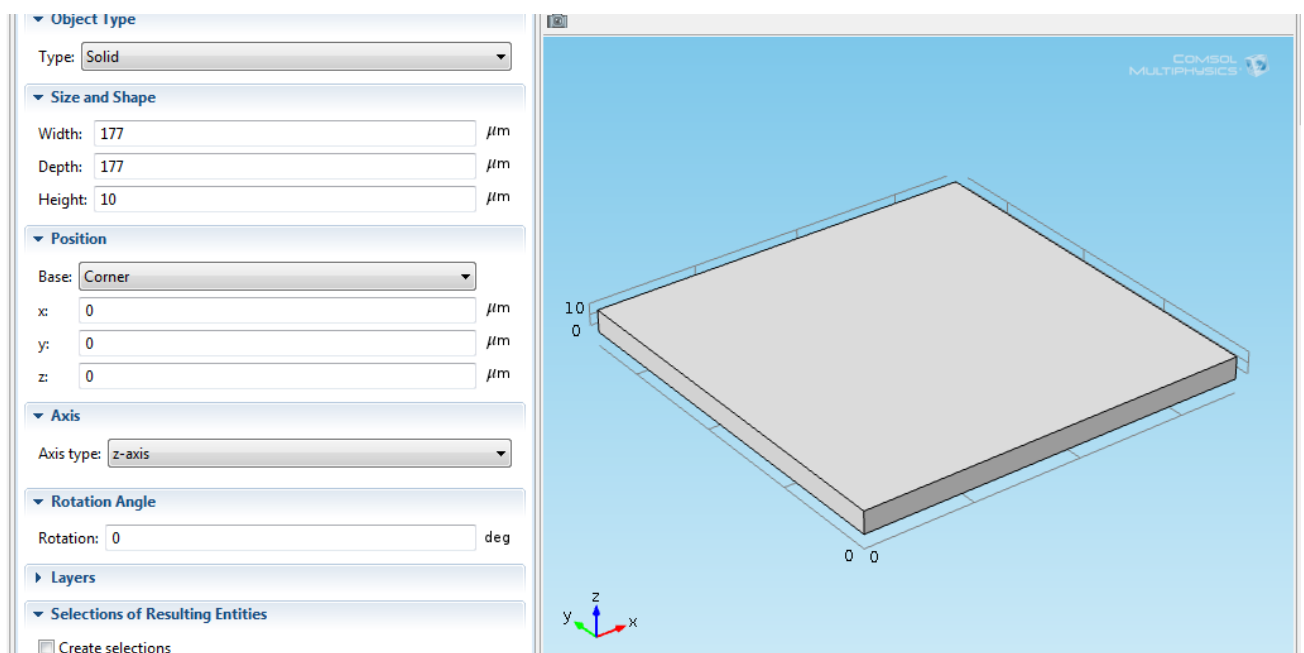 Object Type
Type: Solid
Size and Shape
Width: 177 μm
Depth: 177 μm
Height: 10 μm
Position
Base: Corner
x: 0 μm
y: 0 μm
z: 0 μm
Axis
Axis type: z-axis
Rotation Angle
Rotation: 0 deg
Layers
Selections of Resulting Entities
Create selections
COMSOL
MULTIPHYSICS
10
0
0 0
z
y x